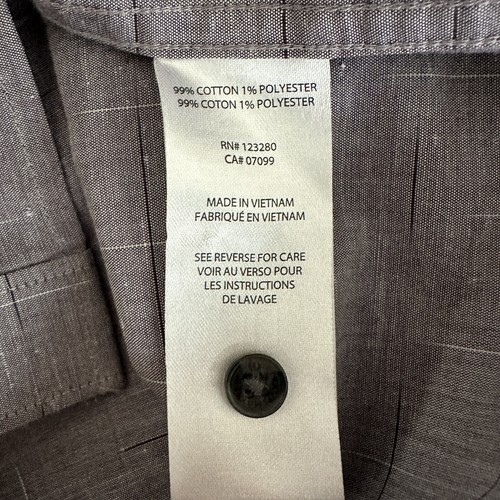 99% COTTON 1% POLYESTER
99% COTON 1% POLYESTER
RN# 123280
CA# 07099
MADE IN VIETNAM
FABRIQUÉ EN VIETNAM
SEE REVERSE FOR CARE
VOIR AU VERSO POUR
LES INSTRUCTIONS
DE LAVAGE